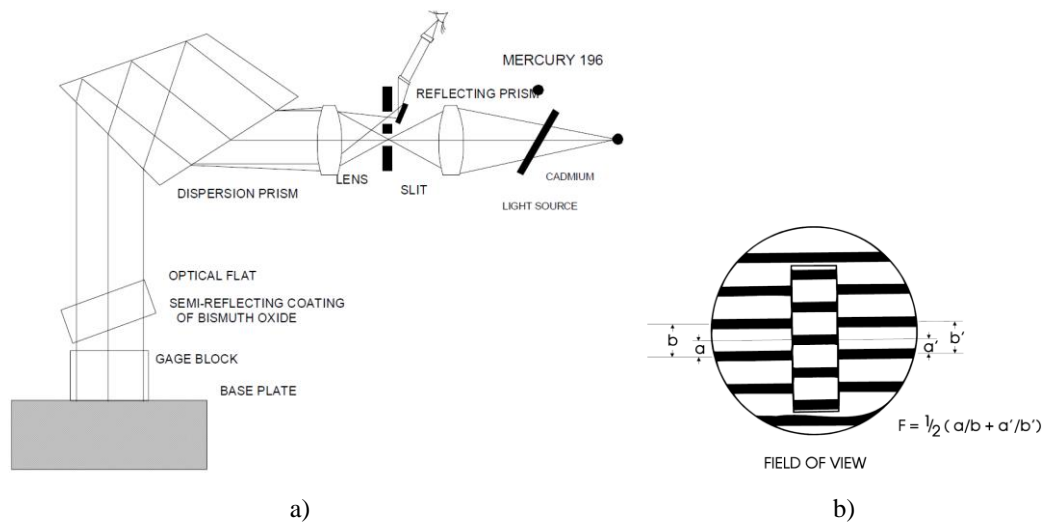 MERCURY 196
REFLECTING PRISM
LENS
SLIT
CADMIUM
DISPERSION PRISM
LIGHT SOURCE
OPTICAL FLAT
SEMI-REFLECTING COATING
OF BISMUTH OXIDE
GAGE BLOCK
BASE PLATE
b
a
b'
a'
F = ½ ( a/b + a'/b' )
FIELD OF VIEW
a)
b)